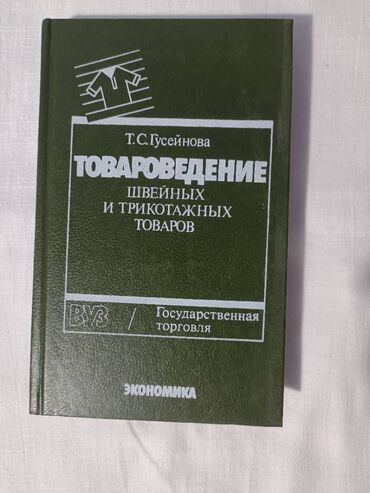 Т.С.Гусейнова
ТОВАРОВЕДЕНИЕ
ШВЕЙНЫХ
И ТРИКОТАЖНЫХ
ТОВАРОВ
ВУЗ / Государственная
торговля
ЭКОНОМИКА